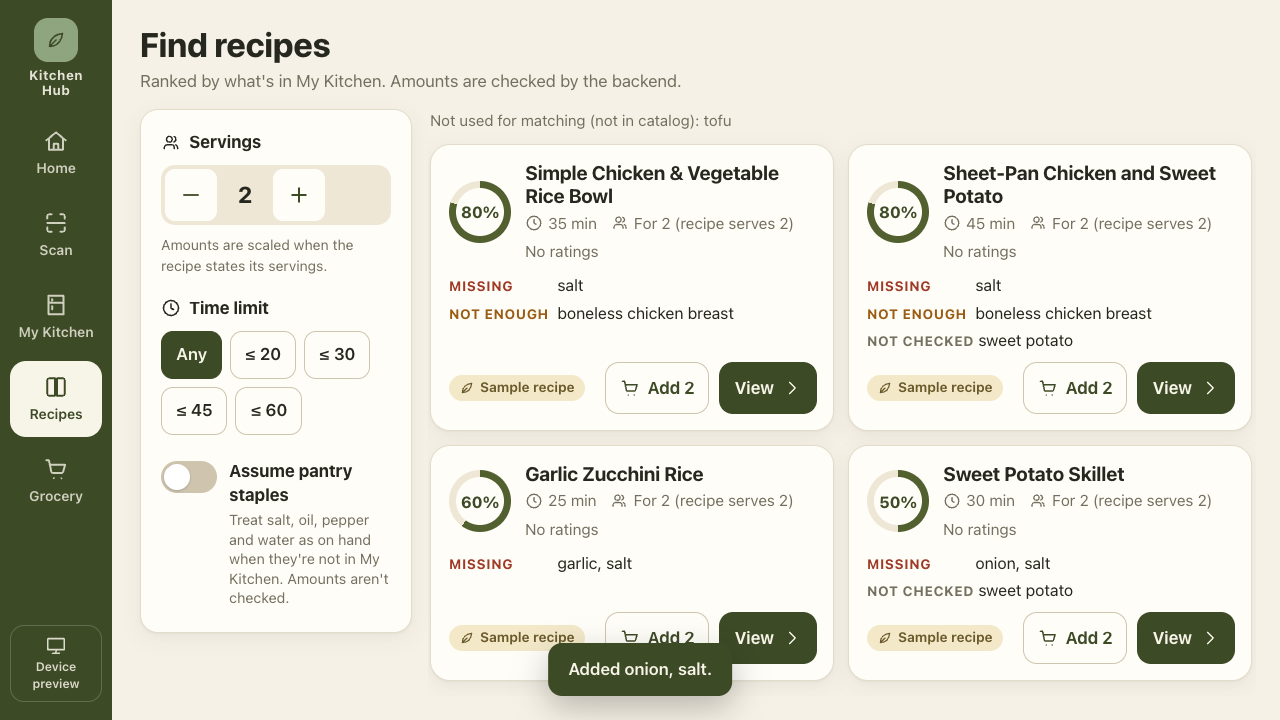 Kitchen
Hub
Home
Scan
My Kitchen
Recipes
Grocery
Device
preview
Find recipes
Ranked by what's in My Kitchen. Amounts are checked by the backend.
Servings
2
Amounts are scaled when the
recipe states its servings.
Time limit
Any
≤ 20
≤ 30
≤ 45
≤ 60
Assume pantry
staples
Treat salt, oil, pepper
and water as on hand
when they're not in My
Kitchen. Amounts aren't
checked.
Not used for matching (not in catalog): tofu
80%
Simple Chicken & Vegetable
Rice Bowl
35 min For 2 (recipe serves 2)
No ratings
MISSING salt
NOT ENOUGH boneless chicken breast
Sample recipe
Add 2
View
80%
Sheet-Pan Chicken and Sweet
Potato
45 min For 2 (recipe serves 2)
No ratings
MISSING salt
NOT ENOUGH boneless chicken breast
NOT CHECKED sweet potato
Sample recipe
Add 2
View
60%
Garlic Zucchini Rice
25 min For 2 (recipe serves 2)
No ratings
MISSING garlic, salt
Sample recipe
Add 2
View
50%
Sweet Potato Skillet
30 min For 2 (recipe serves 2)
No ratings
MISSING onion, salt
NOT CHECKED sweet potato
Sample recipe
Add 2
View
Added onion, salt.